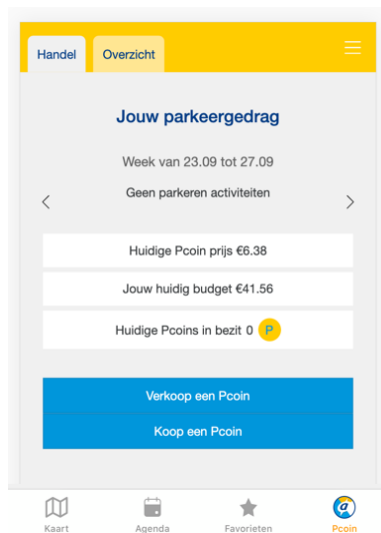 Handel Overzicht
Jouw parkeergedrag
Week van 23.09 tot 27.09
Geen parkeren activiteiten
Huidige Pcoin prijs €6.38
Jouw huidig budget €41.56
Huidige Pcoins in bezit 0 P
Verkoop een Pcoin
Koop een Pcoin
Kaart Agenda Favorieten Pcoin